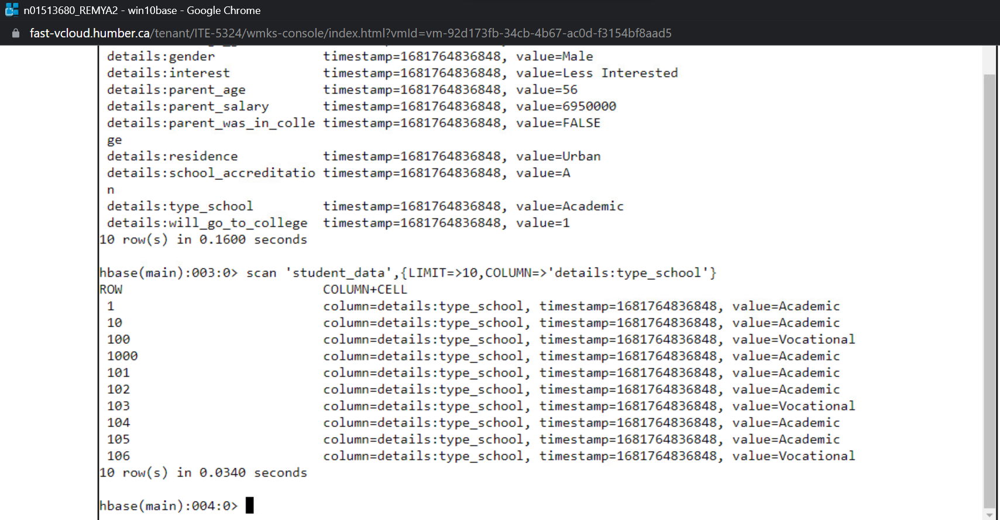 n01513680_REMYA2 - win10base - Google Chrome
fast-vcloud.humber.ca/tenant/ITE-5324/wmks-console/index.html?vmId=vm-92d173fb-34cb-4b67-ac0d-f3154bf8aad5
details:gender timestamp=1681764836848, value=Male
details:interest timestamp=1681764836848, value=Less Interested
details:parent_age timestamp=1681764836848, value=56
details:parent_salary timestamp=1681764836848, value=6950000
details:parent_was_in_colle timestamp=1681764836848, value=FALSE
ge
details:residence timestamp=1681764836848, value=Urban
details:school_accreditatio timestamp=1681764836848, value=A
n
details:type_school timestamp=1681764836848, value=Academic
details:will_go_to_college timestamp=1681764836848, value=1
10 row(s) in 0.1600 seconds
hbase(main):003:0> scan 'student_data',{LIMIT=>10,COLUMN=>'details:type_school'}
ROW COLUMN+CELL
1 column=details:type_school, timestamp=1681764836848, value=Academic
10 column=details:type_school, timestamp=1681764836848, value=Academic
100 column=details:type_school, timestamp=1681764836848, value=Vocational
1000 column=details:type_school, timestamp=1681764836848, value=Academic
101 column=details:type_school, timestamp=1681764836848, value=Academic
102 column=details:type_school, timestamp=1681764836848, value=Academic
103 column=details:type_school, timestamp=1681764836848, value=Vocational
104 column=details:type_school, timestamp=1681764836848, value=Academic
105 column=details:type_school, timestamp=1681764836848, value=Academic
106 column=details:type_school, timestamp=1681764836848, value=Vocational
10 row(s) in 0.0340 seconds
hbase(main):004:0>